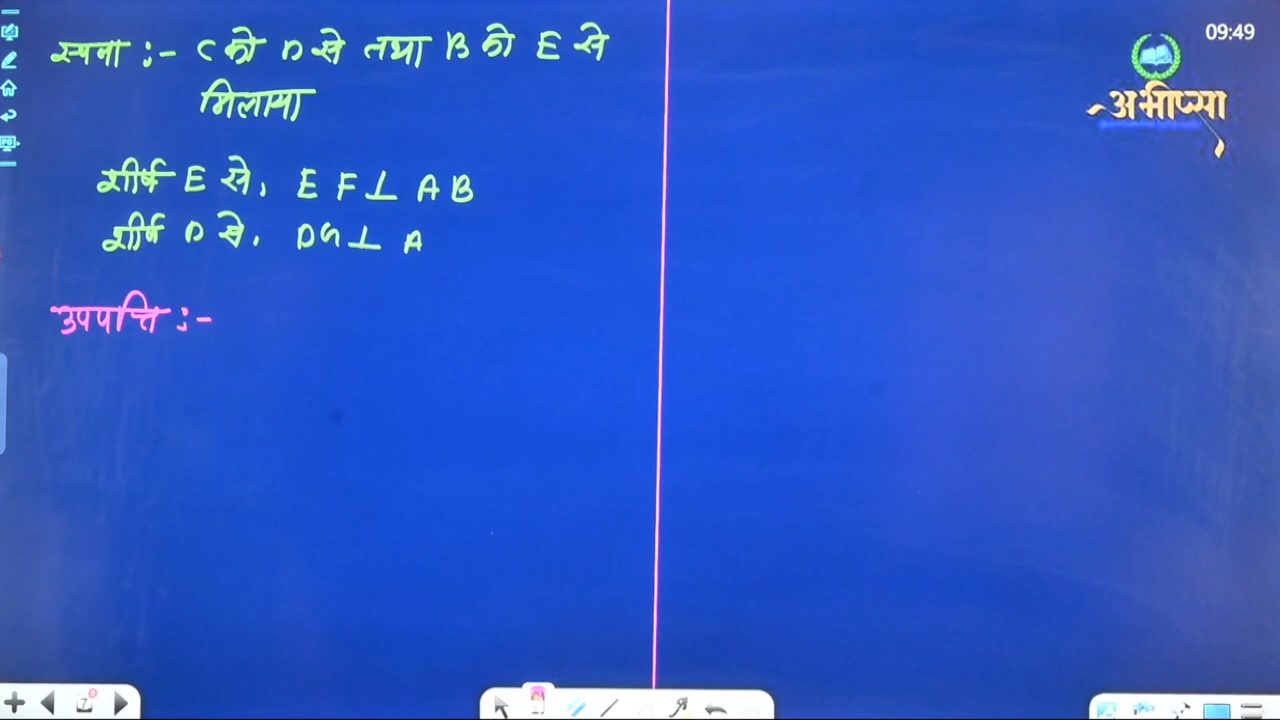 रचना :- C को D से तथा B को E से
मिलाया
शीर्ष E से, EF⊥ AB
शीर्ष D से, DG⊥ A
उपपत्ति :-
09:49
अभीप्सा